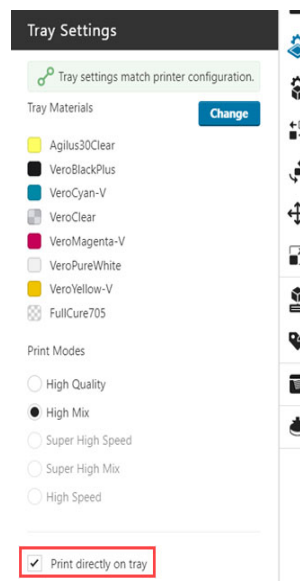 Tray Settings
Tray settings match printer configuration.
Tray Materials
Change
Agilus30Clear
VeroBlackPlus
VeroCyan-V
VeroClear
VeroMagenta-V
VeroPureWhite
VeroYellow-V
FullCure705
Print Modes
High Quality
High Mix
Super High Speed
Super High Mix
High Speed
Print directly on tray